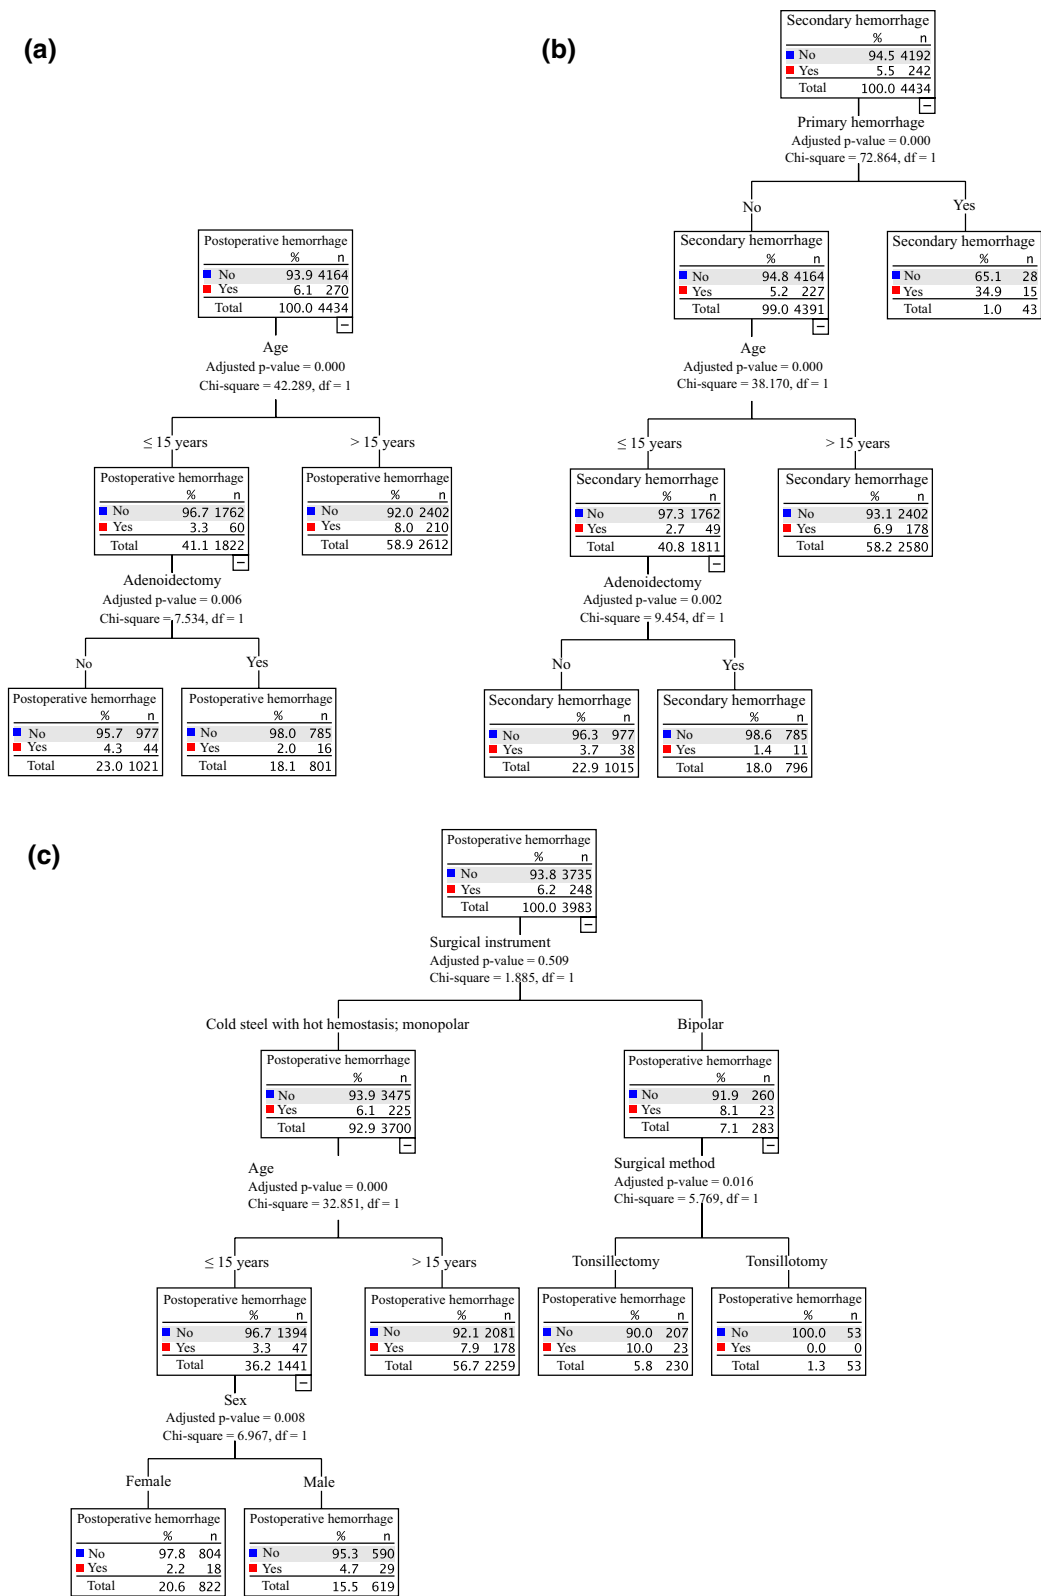 (a)
Postoperative hemorrhage
% n
No 93.9 4164
Yes 6.1 270
Total 100.0 4434
−
Age
Adjusted p-value = 0.000
Chi-square = 42.289, df = 1
≤ 15 years
> 15 years
Postoperative hemorrhage
% n
No 96.7 1762
Yes 3.3 60
Total 41.1 1822
−
Postoperative hemorrhage
% n
No 92.0 2402
Yes 8.0 210
Total 58.9 2612
Adenoidectomy
Adjusted p-value = 0.006
Chi-square = 7.534, df = 1
No
Yes
Postoperative hemorrhage
% n
No 95.7 977
Yes 4.3 44
Total 23.0 1021
Postoperative hemorrhage
% n
No 98.0 785
Yes 2.0 16
Total 18.1 801
(b)
Secondary hemorrhage
% n
No 94.5 4192
Yes 5.5 242
Total 100.0 4434
−
Primary hemorrhage
Adjusted p-value = 0.000
Chi-square = 72.864, df = 1
No
Yes
Secondary hemorrhage
% n
No 94.8 4164
Yes 5.2 227
Total 99.0 4391
−
Secondary hemorrhage
% n
No 65.1 28
Yes 34.9 15
Total 1.0 43
Age
Adjusted p-value = 0.000
Chi-square = 38.170, df = 1
≤ 15 years
> 15 years
Secondary hemorrhage
% n
No 97.3 1762
Yes 2.7 49
Total 40.8 1811
−
Secondary hemorrhage
% n
No 93.1 2402
Yes 6.9 178
Total 58.2 2580
Adenoidectomy
Adjusted p-value = 0.002
Chi-square = 9.454, df = 1
No
Yes
Secondary hemorrhage
% n
No 96.3 977
Yes 3.7 38
Total 22.9 1015
Secondary hemorrhage
% n
No 98.6 785
Yes 1.4 11
Total 18.0 796
(c)
Postoperative hemorrhage
% n
No 93.8 3735
Yes 6.2 248
Total 100.0 3983
−
Surgical instrument
Adjusted p-value = 0.509
Chi-square = 1.885, df = 1
Cold steel with hot hemostasis; monopolar
Bipolar
Postoperative hemorrhage
% n
No 93.9 3475
Yes 6.1 225
Total 92.9 3700
−
Postoperative hemorrhage
% n
No 91.9 260
Yes 8.1 23
Total 7.1 283
−
Age
Adjusted p-value = 0.000
Chi-square = 32.851, df = 1
Surgical method
Adjusted p-value = 0.016
Chi-square = 5.769, df = 1
≤ 15 years
> 15 years
Tonsillectomy
Tonsillotomy
Postoperative hemorrhage
% n
No 96.7 1394
Yes 3.3 47
Total 36.2 1441
−
Postoperative hemorrhage
% n
No 92.1 2081
Yes 7.9 178
Total 56.7 2259
Postoperative hemorrhage
% n
No 90.0 207
Yes 10.0 23
Total 5.8 230
Postoperative hemorrhage
% n
No 100.0 53
Yes 0.0 0
Total 1.3 53
Sex
Adjusted p-value = 0.008
Chi-square = 6.967, df = 1
Female
Male
Postoperative hemorrhage
% n
No 97.8 804
Yes 2.2 18
Total 20.6 822
Postoperative hemorrhage
% n
No 95.3 590
Yes 4.7 29
Total 15.5 619